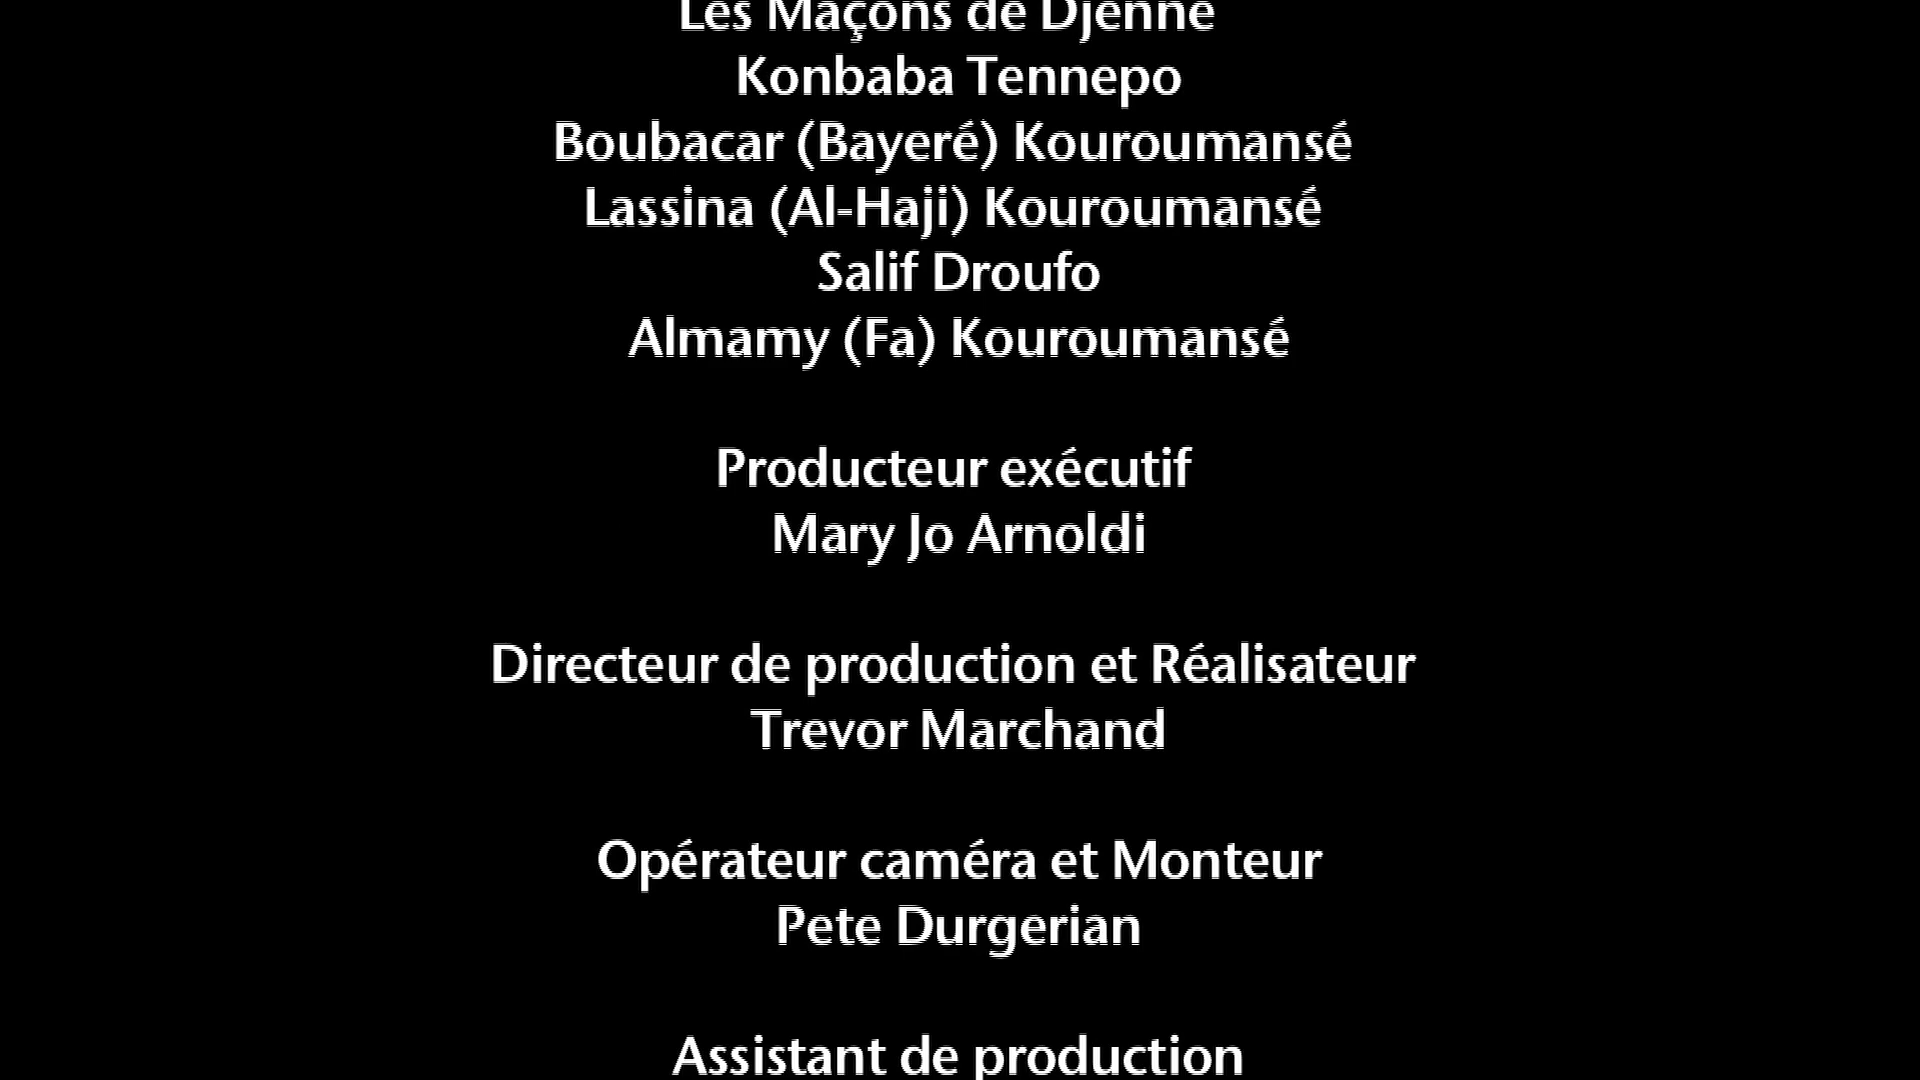 Les Maçons de Djenné
Konbaba Tennepo
Boubacar (Bayeré) Kouroumansé
Lassina (Al-Haji) Kouroumansé
Salif Droufo
Almamy (Fa) Kouroumansé
Producteur exécutif
Mary Jo Arnoldi
Directeur de production et Réalisateur
Trevor Marchand
Opérateur caméra et Monteur
Pete Durgerian
Assistant de production